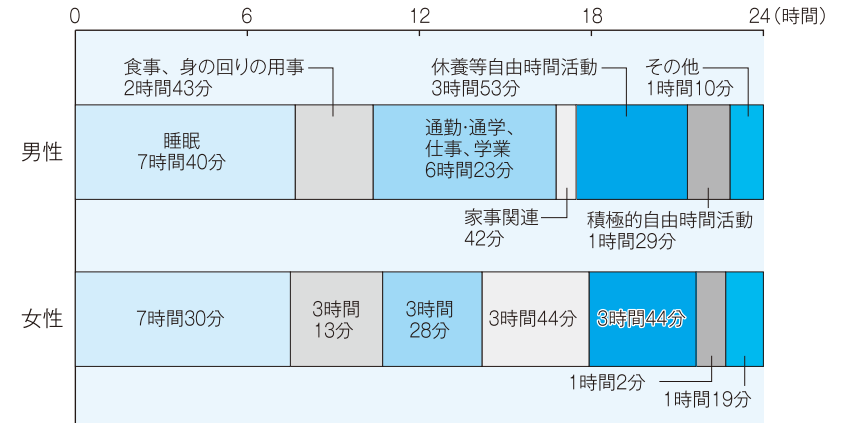 0 6 12 18 24(時間)
食事、身の回りの用事
2時間43分
休養等自由時間活動
3時間53分
その他
1時間10分
男性
睡眠
7時間40分
通勤・通学、
仕事、学業
6時間23分
家事関連
42分
積極的自由時間活動
1時間29分
女性
7時間30分
3時間
13分
3時間
28分
3時間44分
3時間44分
1時間2分
1時間19分